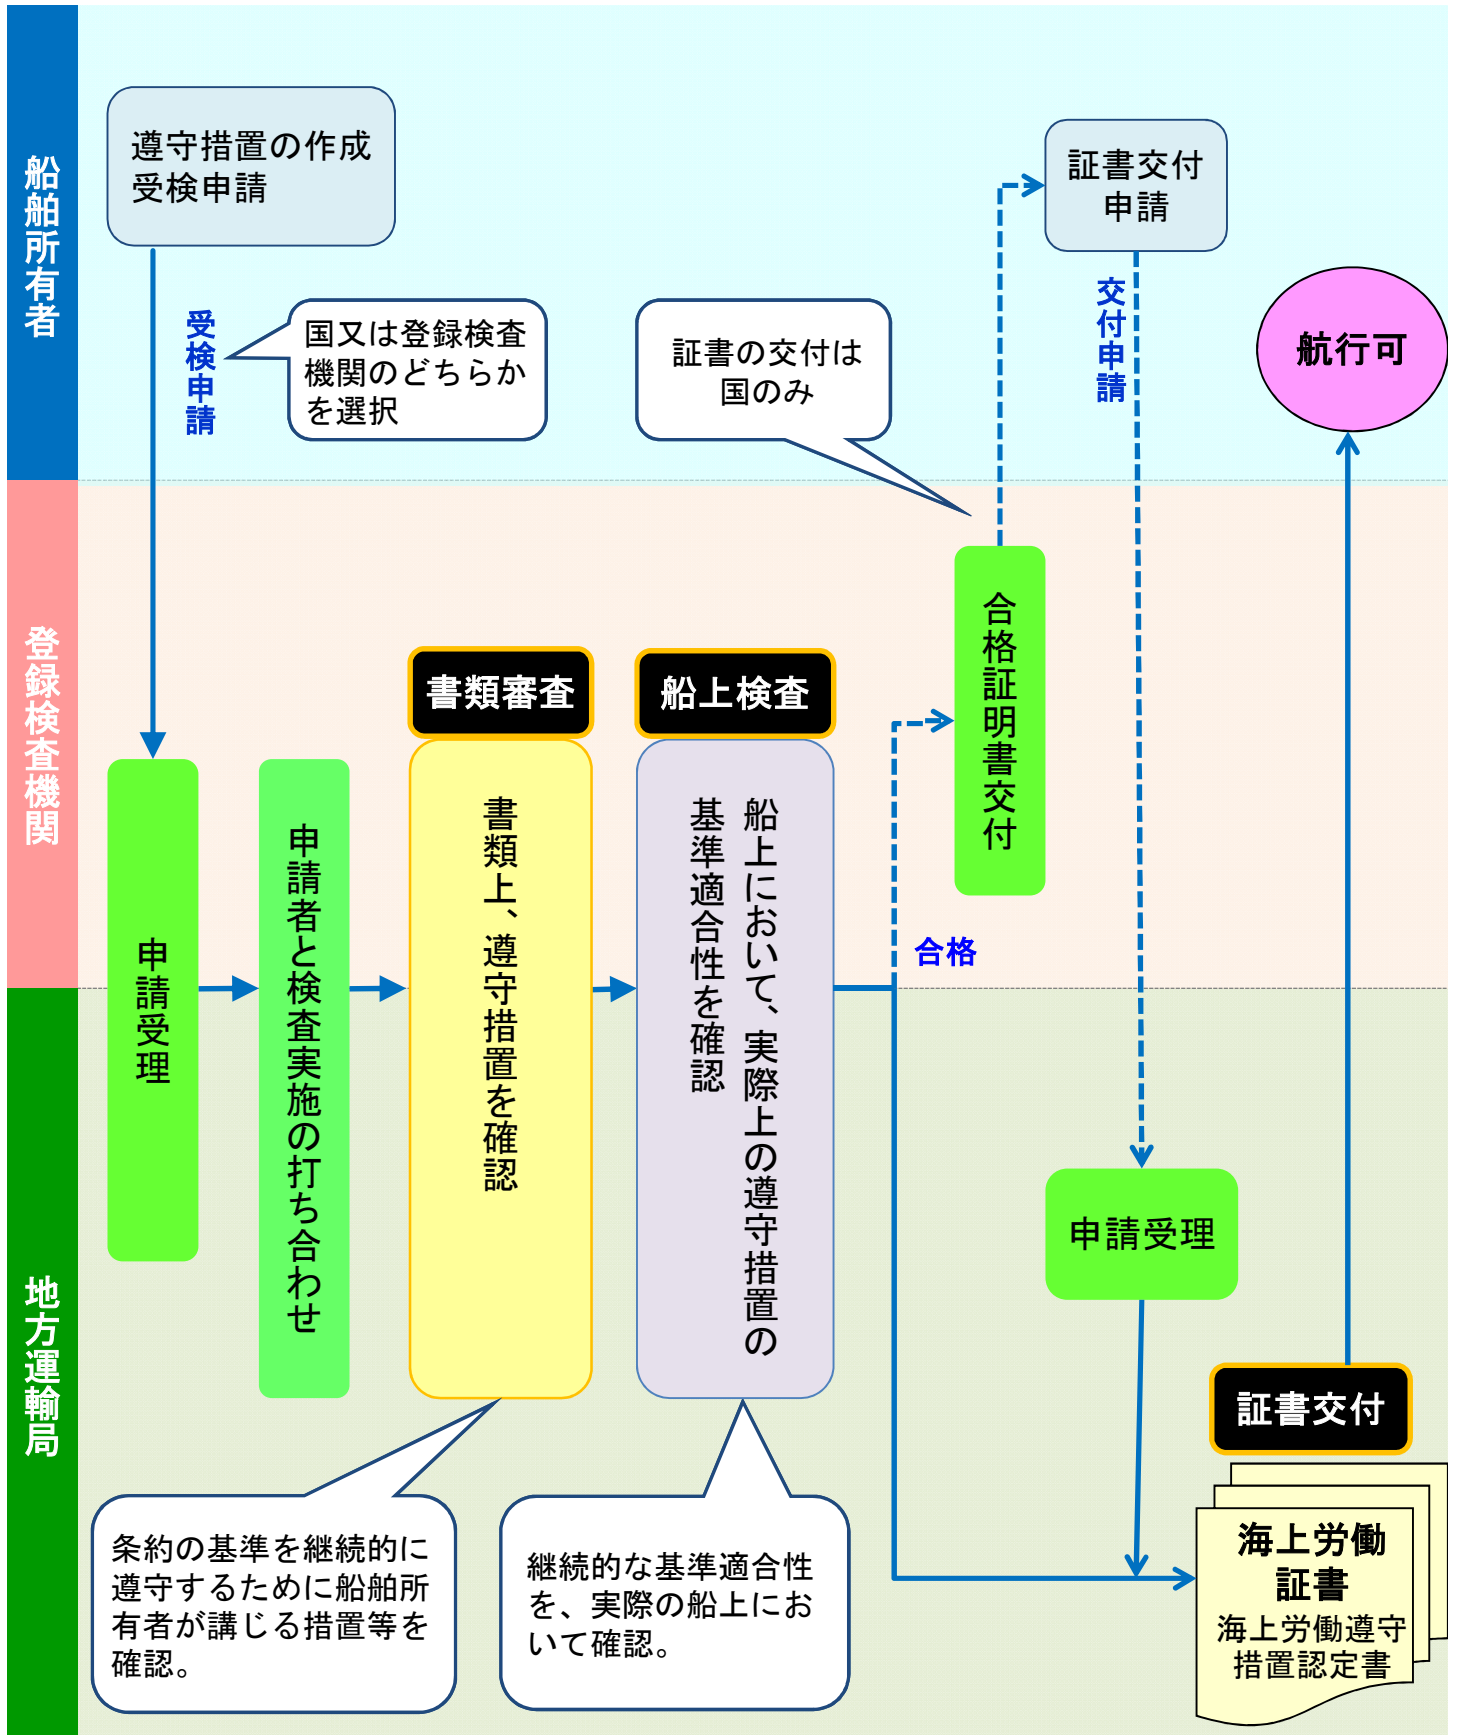 船舶所有者
遵守措置の作成
受検申請
受検申請
国又は登録検査
機関のどちらか
を選択
証書の交付は
国のみ
証書交付
申請
交付申請
航行可
登録検査機関
申請受理
申請者と検査実施の打ち合わせ
書類審査
書類上、遵守措置を確認
船上検査
船上において、実際上の遵守措置の
基準適合性を確認
合格
合格証明書交付
地方運輸局
条約の基準を継続的に
遵守するために船舶所
有者が講じる措置等を
確認。
継続的な基準適合性
を、実際の船上にお
いて確認。
申請受理
証書交付
海上労働
証書
海上労働遵守
措置認定書